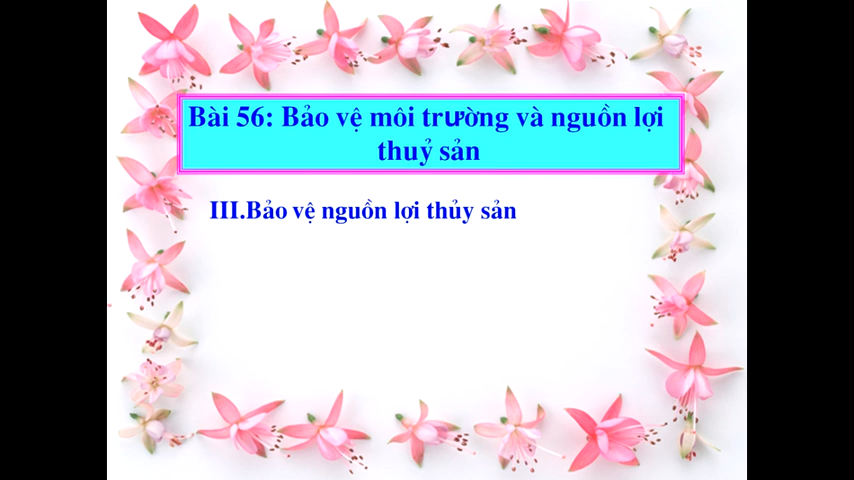 Bài 56: Bảo vệ môi trường và nguồn lợi
thuỷ sản
III.Bảo vệ nguồn lợi thủy sản